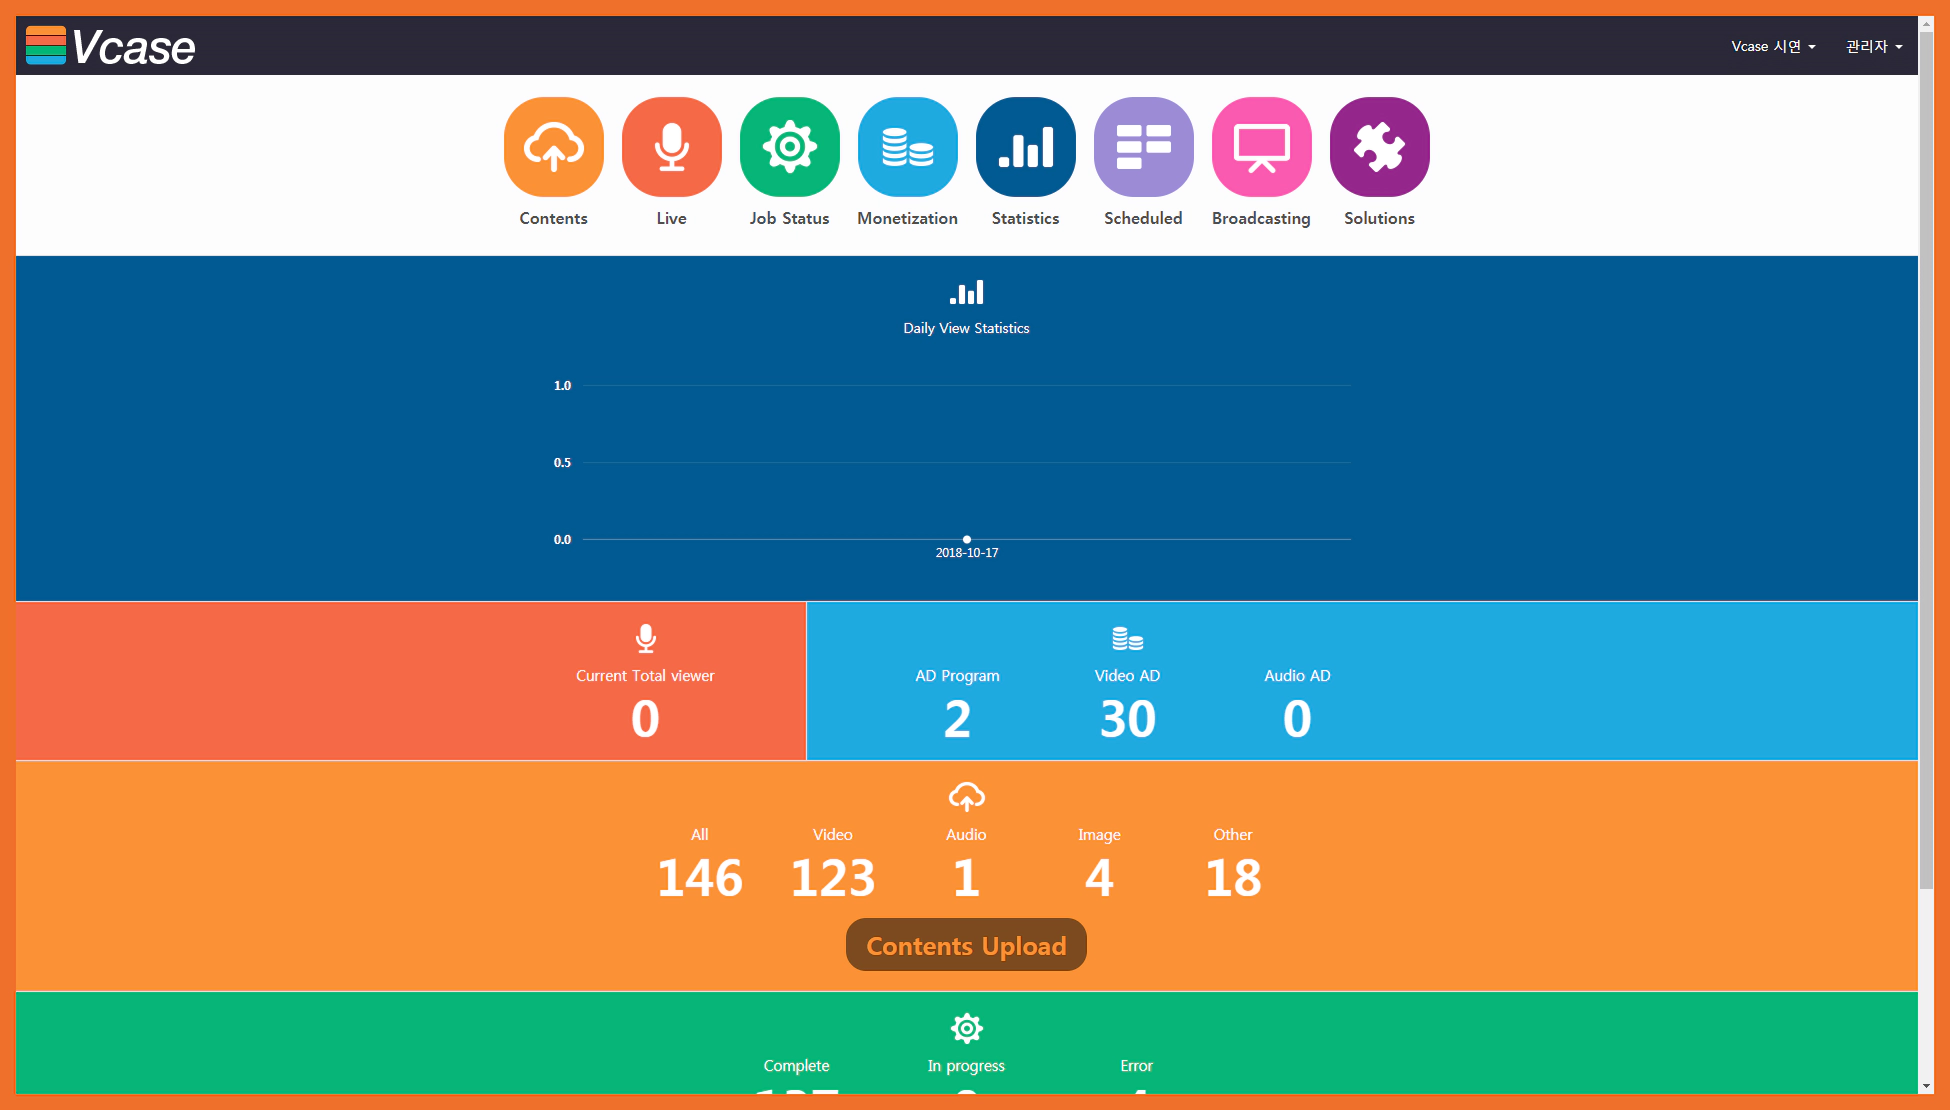 Vcase
Vcase 시연
관리자
Contents
Live
Job Status
Monetization
Statistics
Scheduled
Broadcasting
Solutions
Daily View Statistics
1.0
0.5
0.0
2018-10-17
Current Total viewer
0
AD Program
Video AD
Audio AD
2
30
0
All
Video
Audio
Image
Other
146
123
1
4
18
Contents Upload
Complete
In progress
Error